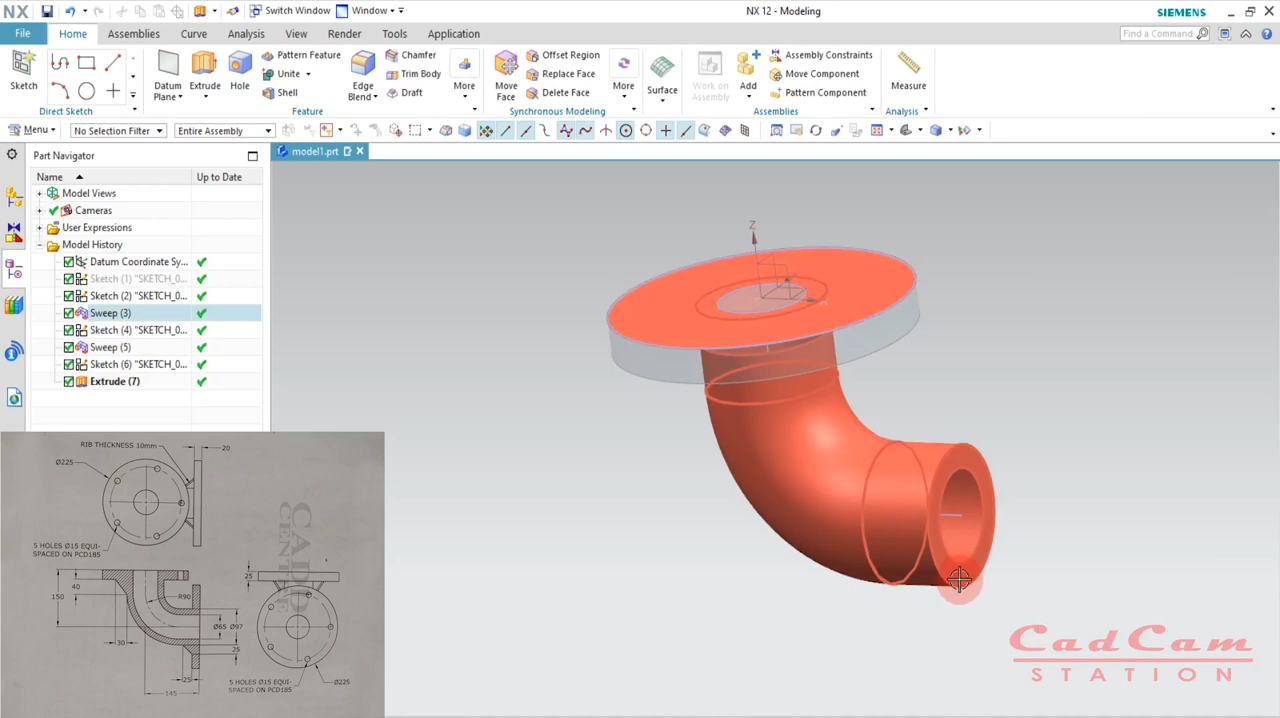 NX
Switch Window
Window
NX 12 - Modeling
SIEMENS
File
Home
Assemblies
Curve
Analysis
View
Render
Tools
Application
Find a Command
Sketch
Direct Sketch
Datum Plane
Extrude
Hole
Pattern Feature
Unite
Shell
Edge Blend
Chamfer
Trim Body
Draft
More
Feature
Move Face
Offset Region
Replace Face
Delete Face
More
Synchronous Modeling
Surface
Work on Assembly
Add
Assembly Constraints
Move Component
Pattern Component
Assemblies
Measure
Analysis
Menu
No Selection Filter
Entire Assembly
Part Navigator
model1.prt
Name
Up to Date
Model Views
Cameras
User Expressions
Model History
Datum Coordinate Sy...
Sketch (1) "SKETCH_0...
Sketch (2) "SKETCH_0...
Sweep (3)
Sketch (4) "SKETCH_0...
Sweep (5)
Sketch (6) "SKETCH_0...
Extrude (7)
Z
RIB THICKNESS 10mm
20
Ø225
5 HOLES Ø15 EQUI-
SPACED ON PCD185
CAD
CENT
25
40
150
R90
Ø65 Ø97
30
25
25
145
5 HOLES Ø15 EQUI-
SPACED ON PCD185
Ø225
CadCam
STATION